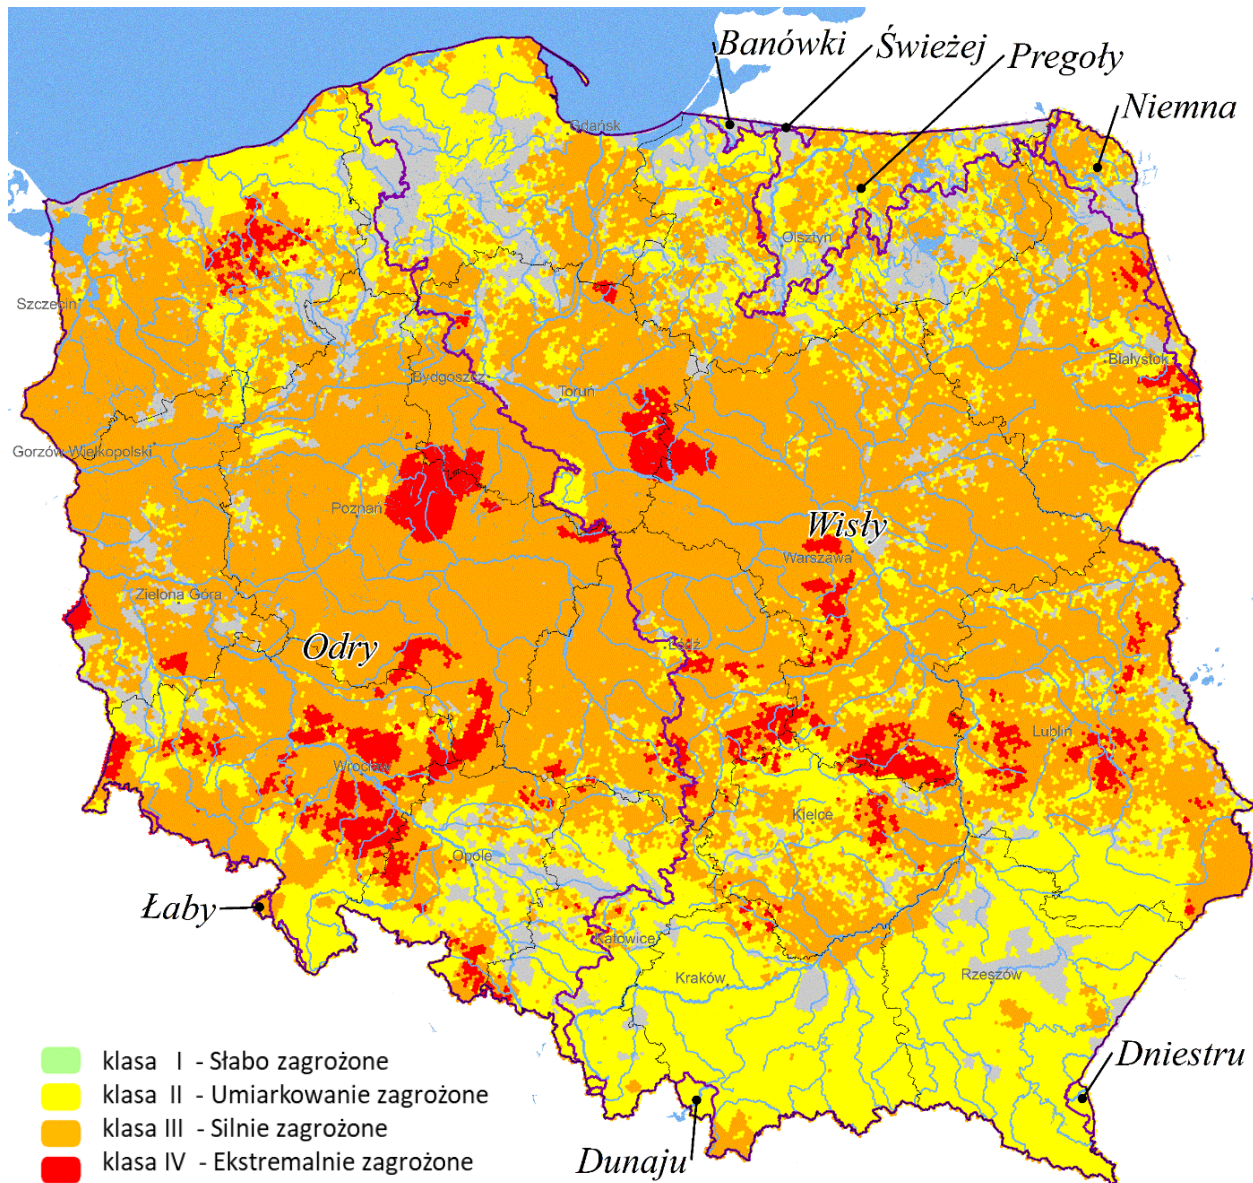 Banówki
Świeżej
Pregoły
Niemna
Gdańsk
Olsztyn
Szczecin
Białystok
Bydgoszcz
Toruń
Gorzów Wielkopolski
Poznań
Wisły
Warszawa
Zielona Góra
Odry
Łódź
Lublin
Wrocław
Kielce
Opole
Łaby
Katowice
Kraków
Rzeszów
Dniestru
Dunaju
klasa I - Słabo zagrożone
klasa II - Umiarkowanie zagrożone
klasa III - Silnie zagrożone
klasa IV - Ekstremalnie zagrożone